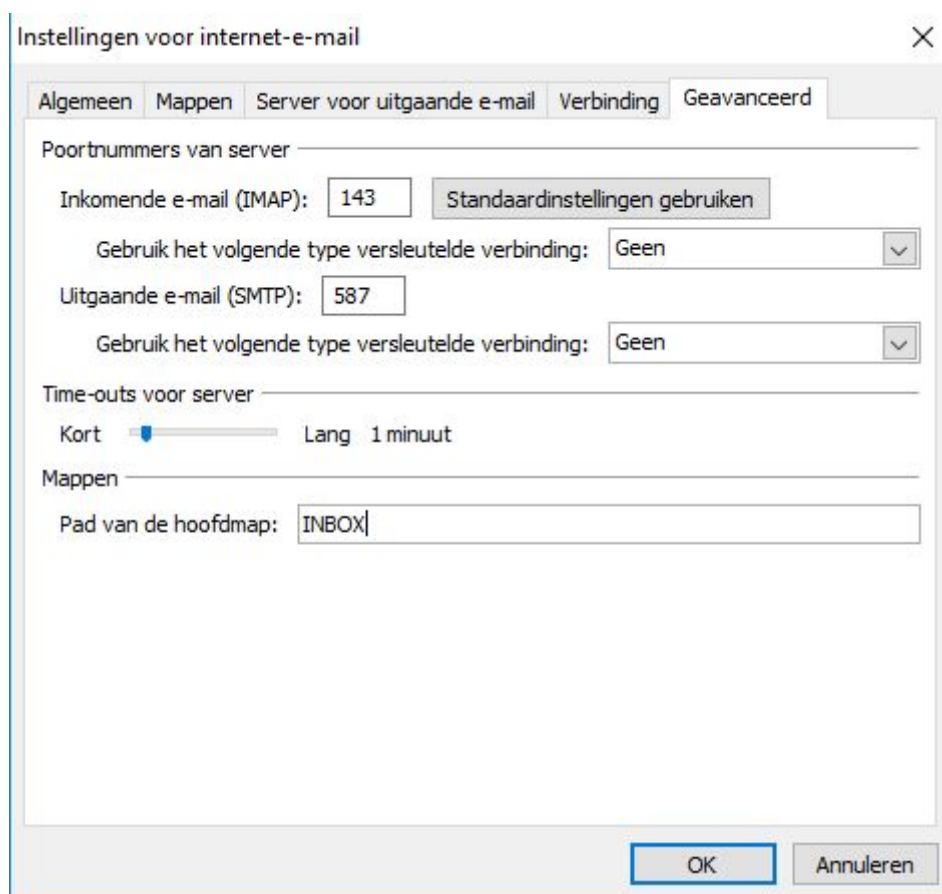 Instellingen voor internet-e-mail
Algemeen Mappen Server voor uitgaande e-mail Verbinding Geavanceerd
Poortnummers van server
Inkomende e-mail (IMAP): 143 Standaardinstellingen gebruiken
Gebruik het volgende type versleutelde verbinding: Geen
Uitgaande e-mail (SMTP): 587
Gebruik het volgende type versleutelde verbinding: Geen
Time-outs voor server
Kort Lang 1 minuut
Mappen
Pad van de hoofdmap: INBOX
OK Annuleren